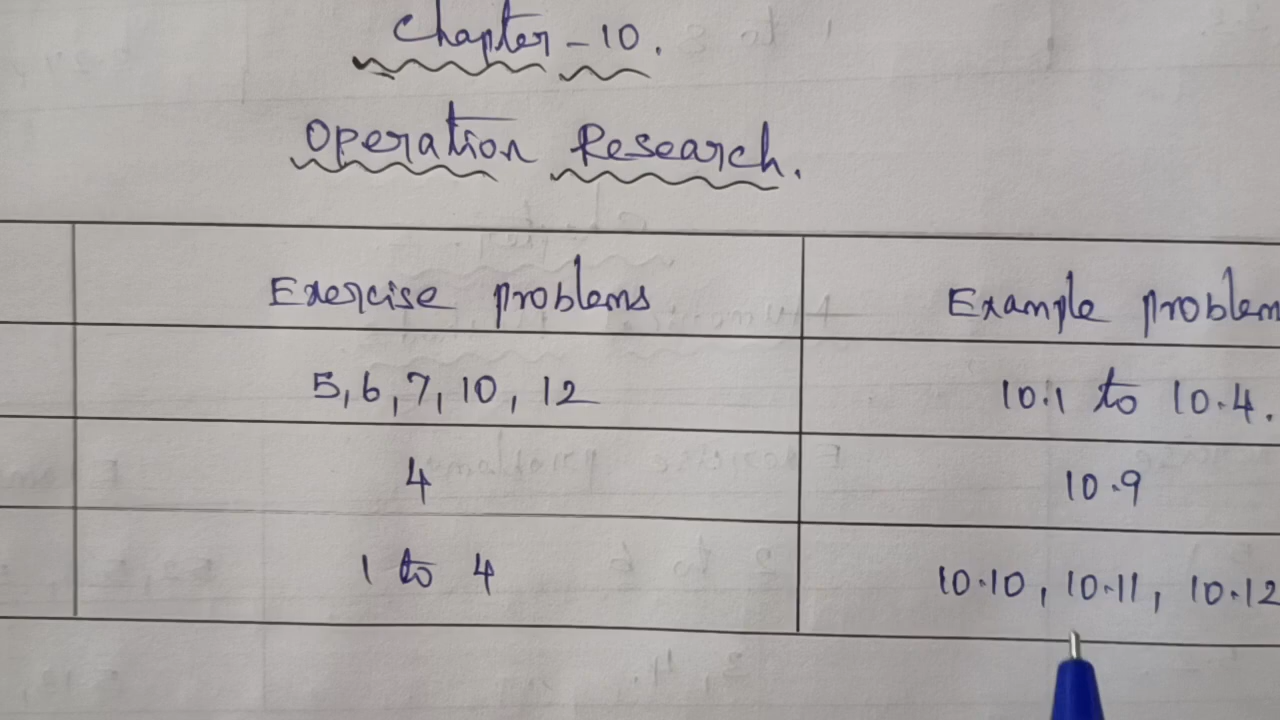 Chapter - 10.
Operation Research.
Exercise problems Example problem
5, 6, 7, 10, 12 10.1 to 10.4.
4 10.9
1 to 4 10.10, 10.11, 10.12